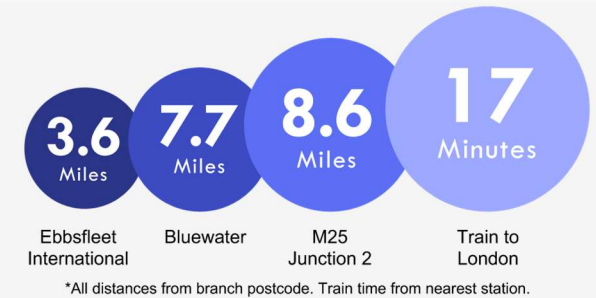 3.6
Miles
7.7
Miles
8.6
Miles
17
Minutes
Ebbsfleet
International
Bluewater
M25
Junction 2
Train to
London
*All distances from branch postcode. Train time from nearest station.